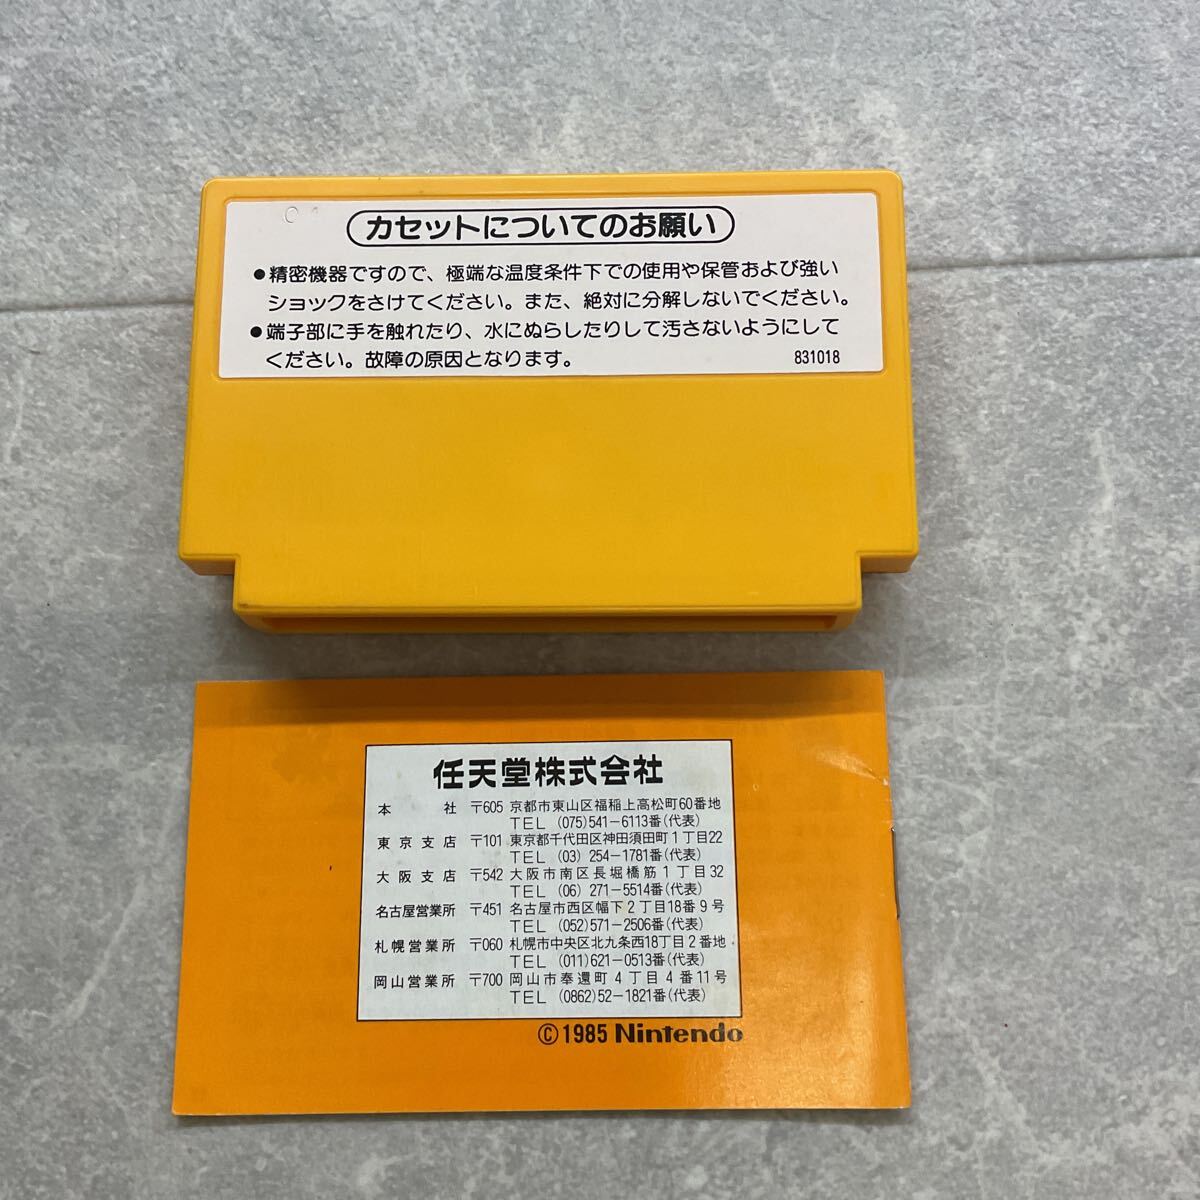 カセットについてのお願い
●精密機器ですので、極端な温度条件下での使用や保管および強い
ショックをさけてください。また、絶対に分解しないでください。
●端子部に手を触れたり、水にぬらしたりして汚さないようにして
ください。故障の原因となります。
831018
任天堂株式会社
本社 〒605 京都市東山区福稲上高松町60番地
TEL (075)541-6113番(代表)
東京支店 〒101 東京都千代田区神田須田町1丁目22
TEL (03) 254-1781番(代表)
大阪支店 〒542 大阪市南区長堀橋筋1丁目32
TEL (06) 271-5514番(代表)
名古屋営業所 〒451 名古屋市西区幅下2丁目18番9号
TEL (052)571-2506番(代表)
札幌営業所 〒060 札幌市中央区北九条西18丁目2番地
TEL (011)621-0513番(代表)
岡山営業所 〒700 岡山市奉還町4丁目4番11号
TEL (0862)52-1821番(代表)
©1985 Nintendo